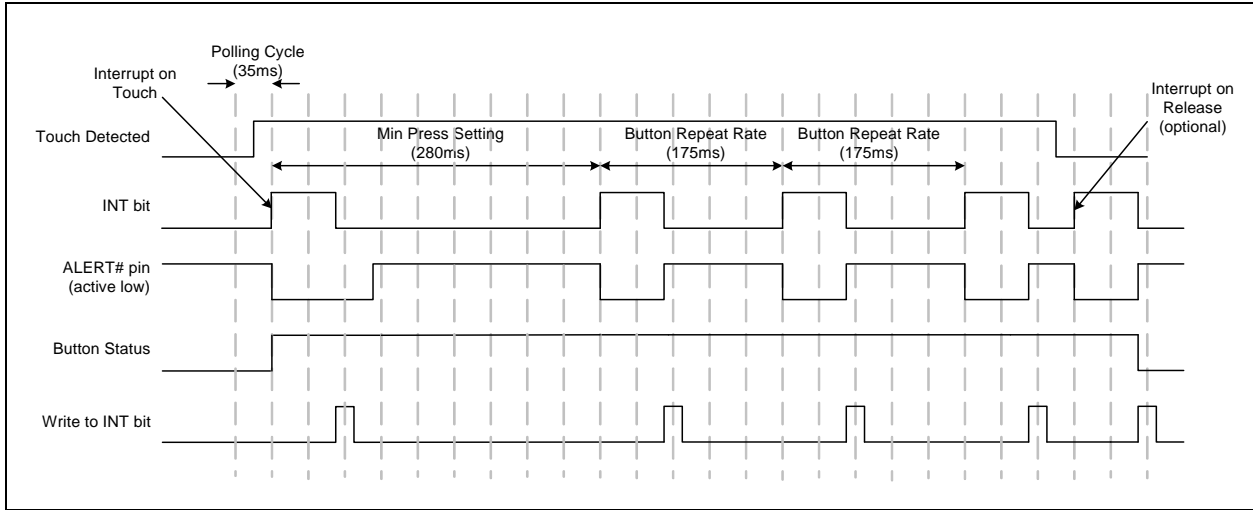 Polling Cycle
(35ms)
Interrupt on
Touch
Interrupt on
Release
(optional)
Touch Detected
Min Press Setting
(280ms)
Button Repeat Rate
(175ms)
Button Repeat Rate
(175ms)
INT bit
ALERT# pin
(active low)
Button Status
Write to INT bit